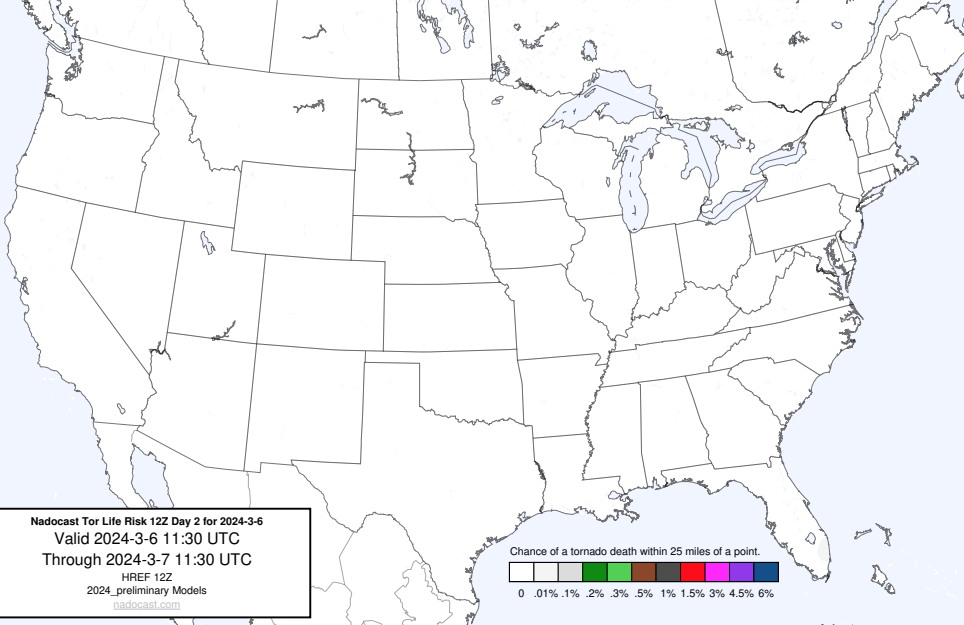 Nadocast Tor Life Risk 12Z Day 2 for 2024-3-6
Valid 2024-3-6 11:30 UTC
Through 2024-3-7 11:30 UTC
HREF 12Z
2024_preliminary Models
nadocast.com
Chance of a tornado death within 25 miles of a point.
0 .01% .1% .2% .3% .5% 1% 1.5% 3% 4.5% 6%